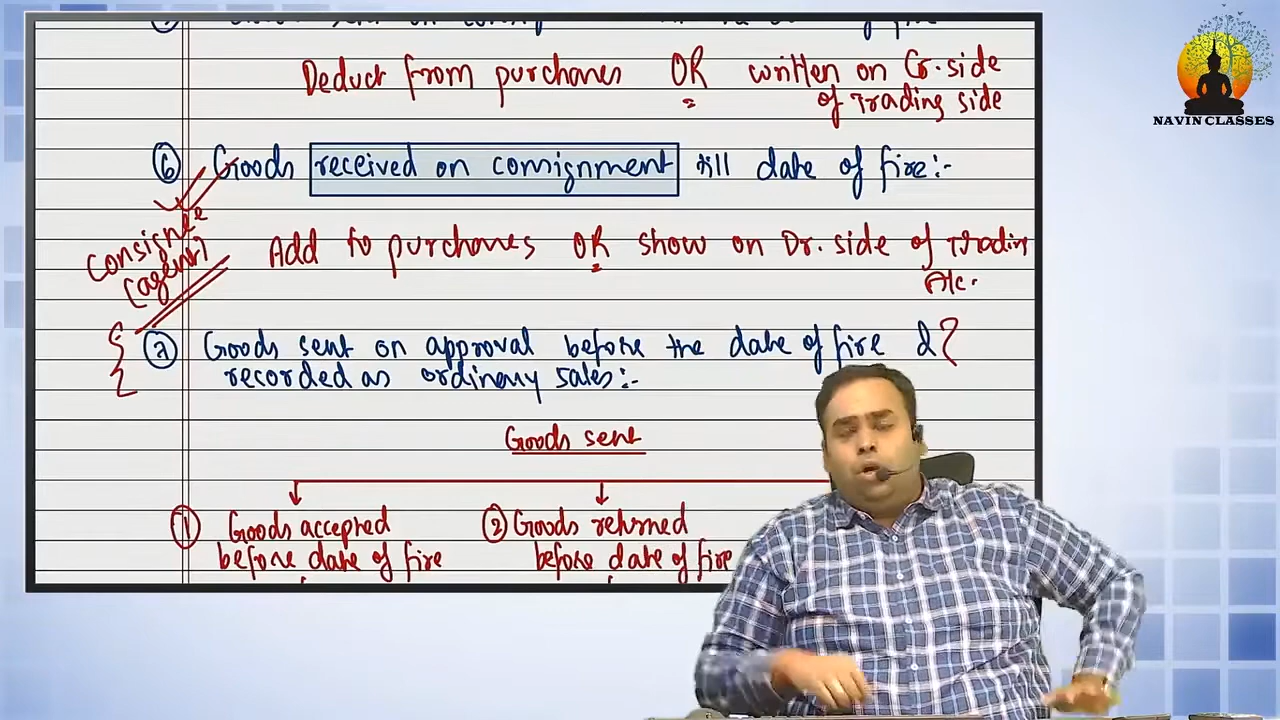 Deduct from purchases OR written on Cr. side
of Trading side
NAVIN CLASSES
⑥ Goods received on consignment till date of fire:-
Consignee
(agent)
Add to purchases OR show on Dr. side of Tradin
A/c.
⑦ Goods sent on approval before the date of fire &
recorded as ordinary sales:-
Goods sent
① Goods accepted
before date of fire
② Goods returned
before date of fire